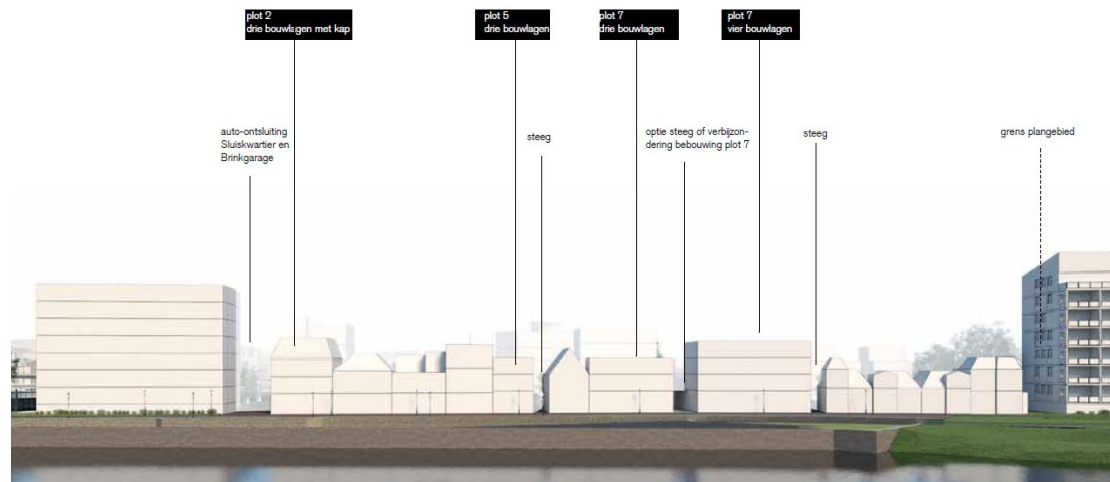 plot 2
drie bouwlagen met kap
plot 5
drie bouwlagen
plot 7
drie bouwlagen
plot 7
vier bouwlagen
auto-ontsluiting
Sluiskwartier en
Brinkgarage
steeg
optie steeg of verbijzon-
dering bebouwing plot 7
steeg
grens plangebied